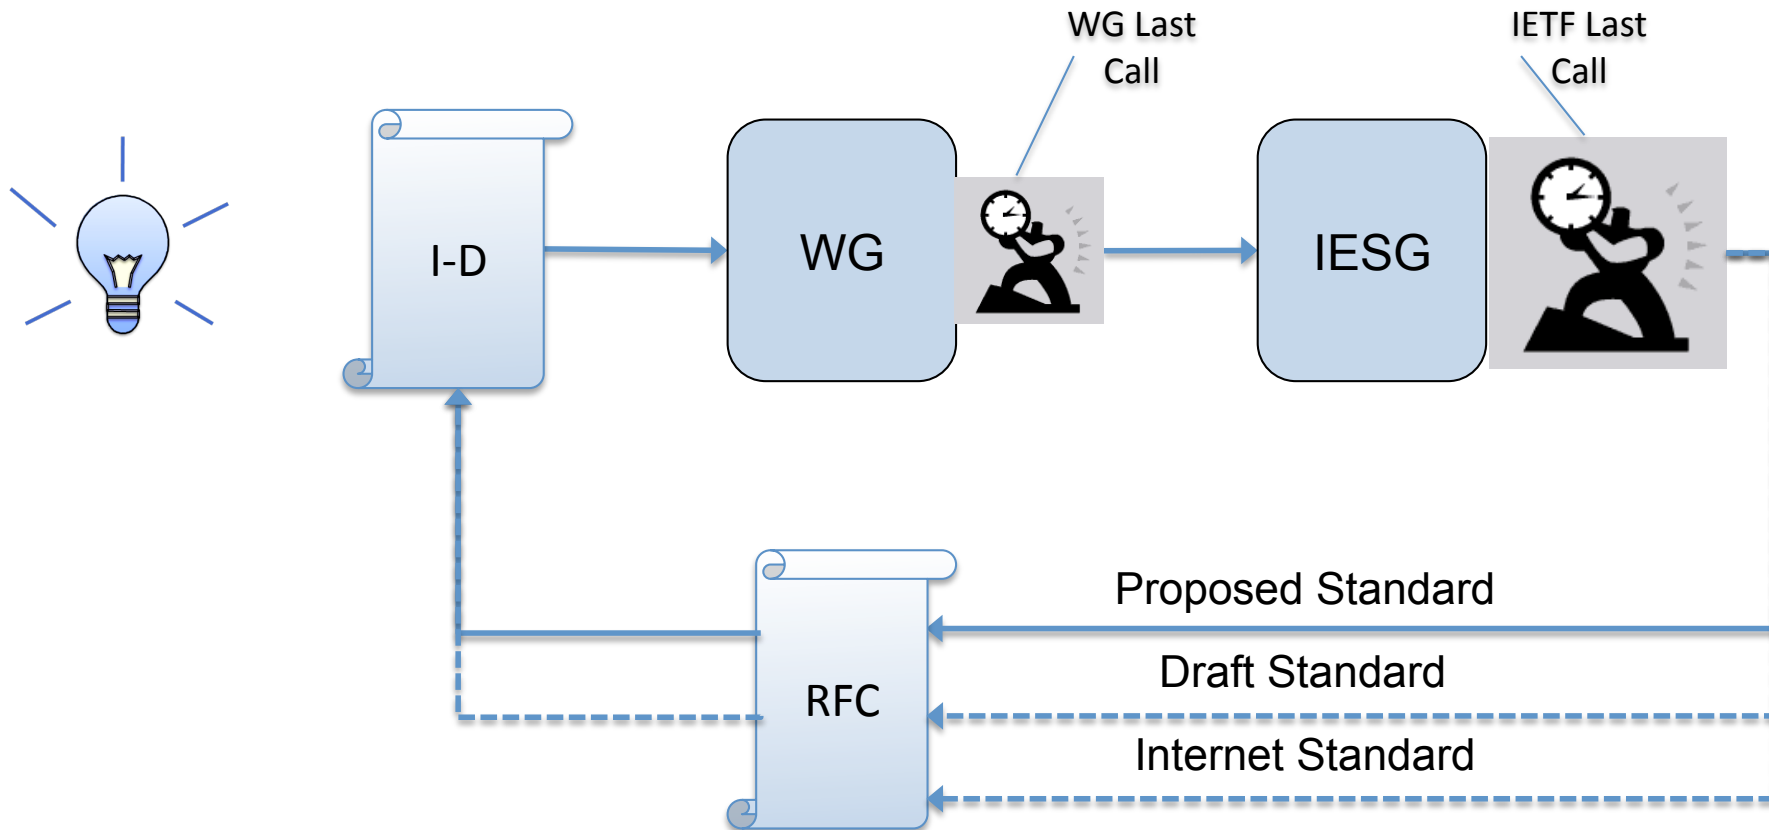 WG Last
Call
IETF Last
Call
I-D
WG
IESG
Proposed Standard
Draft Standard
RFC
Internet Standard